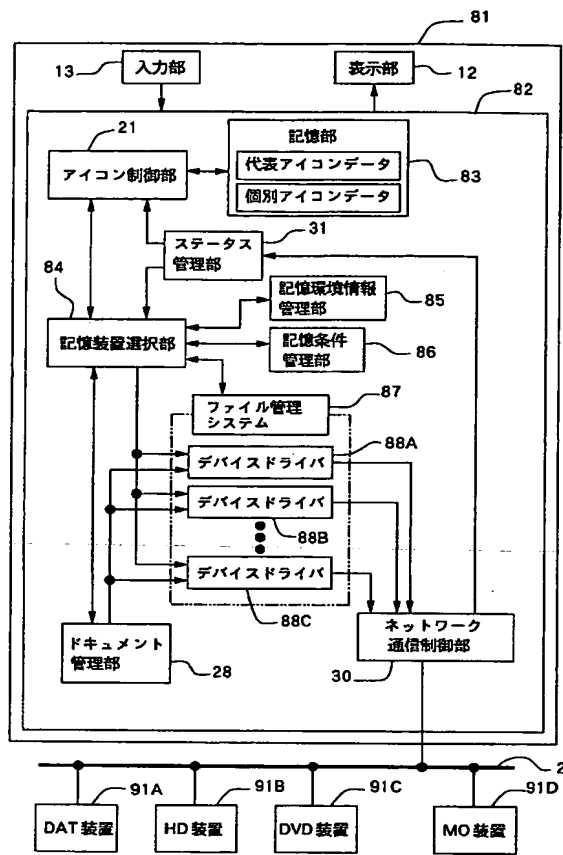 81
13
入力部
表示部
12
82
21
記憶部
アイコン制御部
代表アイコンデータ
個別アイコンデータ
83
31
ステータス
管理部
84
記憶環境情報
管理部
85
記憶装置選択部
記憶条件
管理部
86
ファイル管理
システム
87
88A
デバイスドライバ
デバイスドライバ
88B
デバイスドライバ
88C
ドキュメント
管理部
28
ネットワーク
通信制御部
30
2
91A
91B
91C
91D
DAT装置
HD装置
DVD装置
MO装置